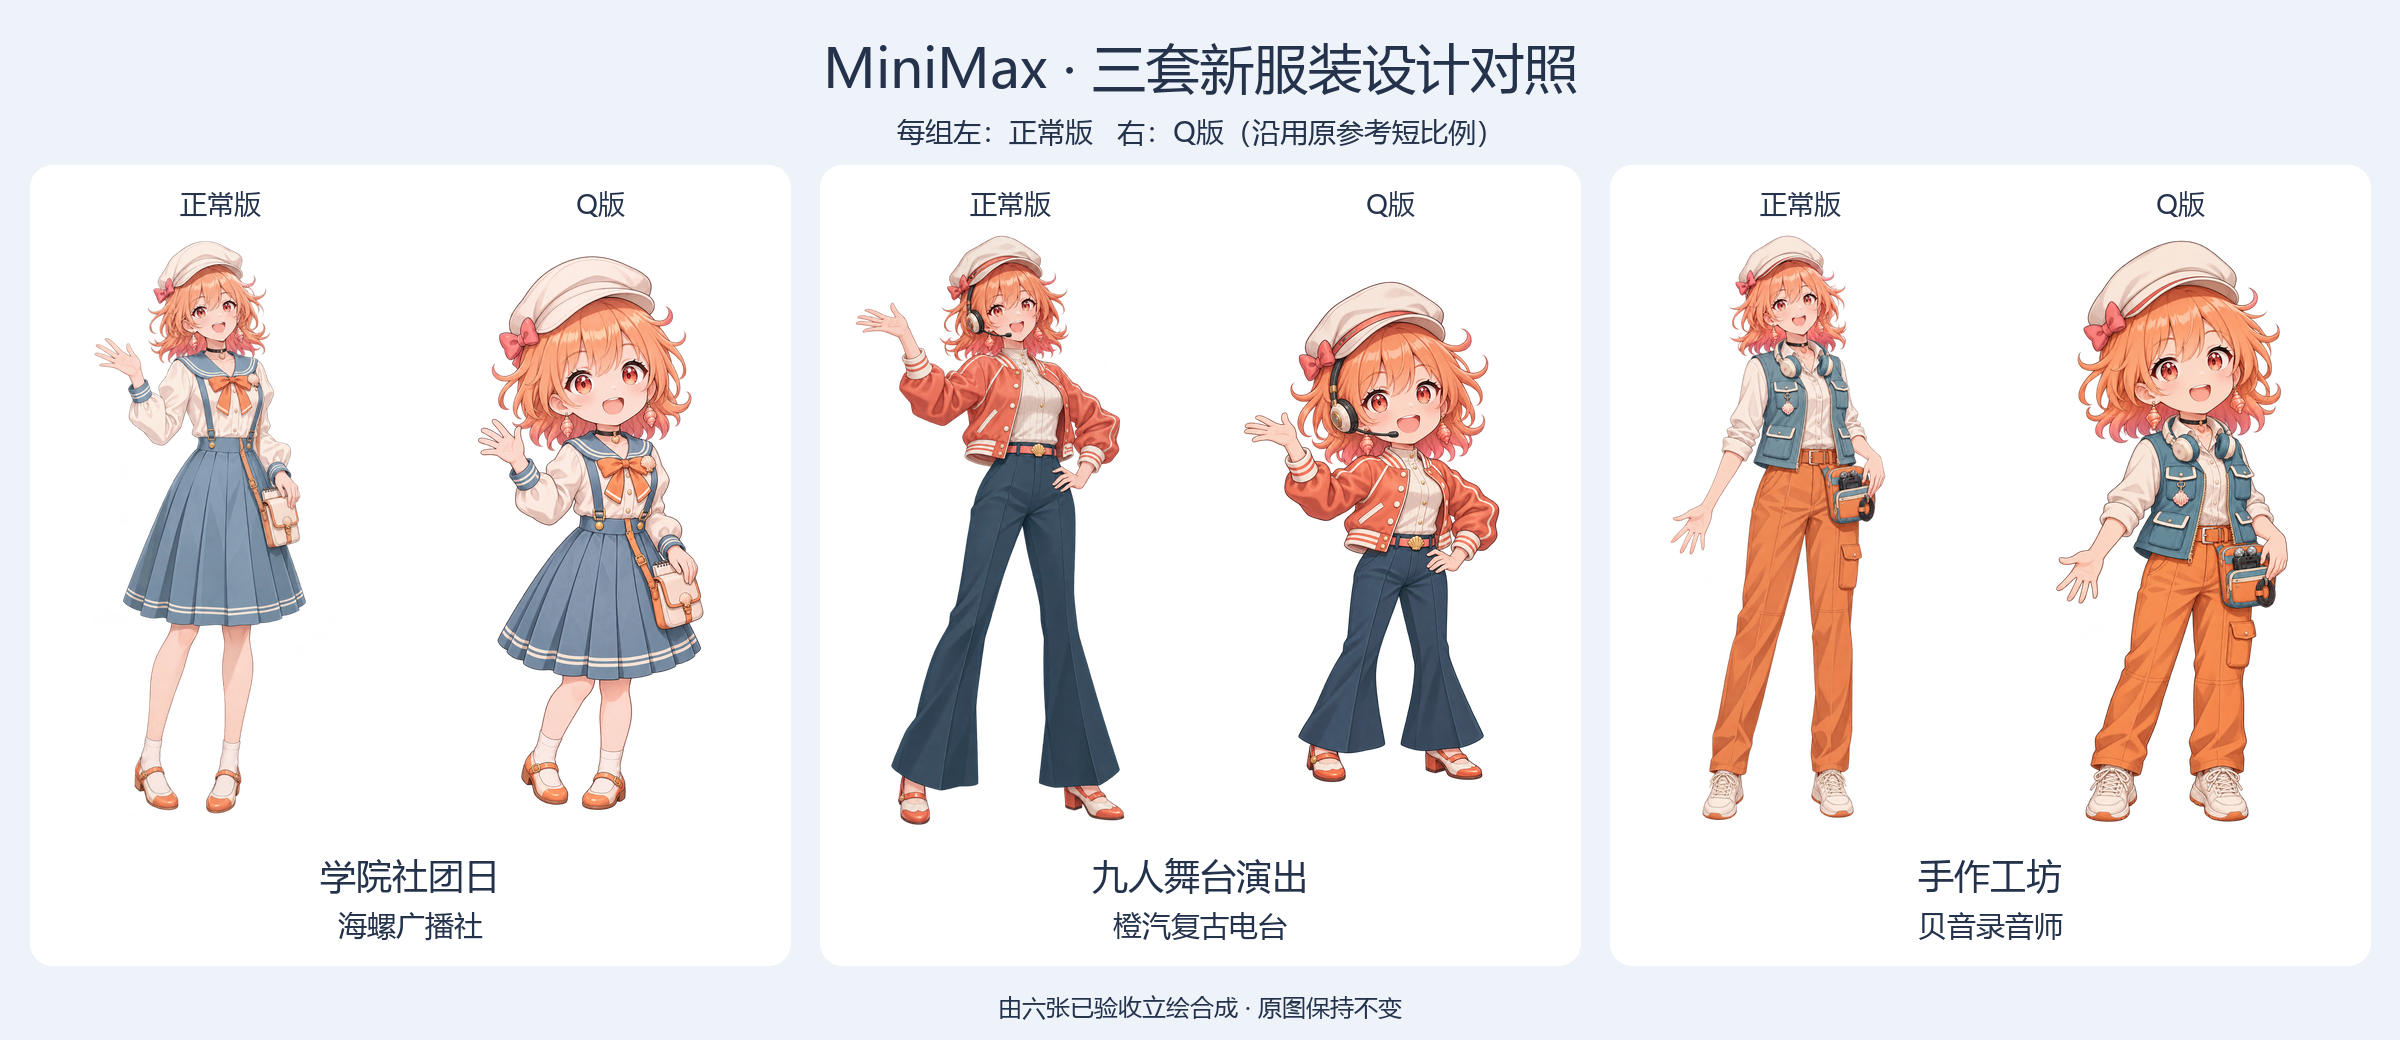 MiniMax · 三套新服装设计对照
每组左：正常版 右：Q版（沿用原参考短比例）
正常版
Q版
学院社团日
海螺广播社
正常版
Q版
九人舞台演出
橙汽复古电台
正常版
Q版
手作工坊
贝音录音师
由六张已验收立绘合成 · 原图保持不变